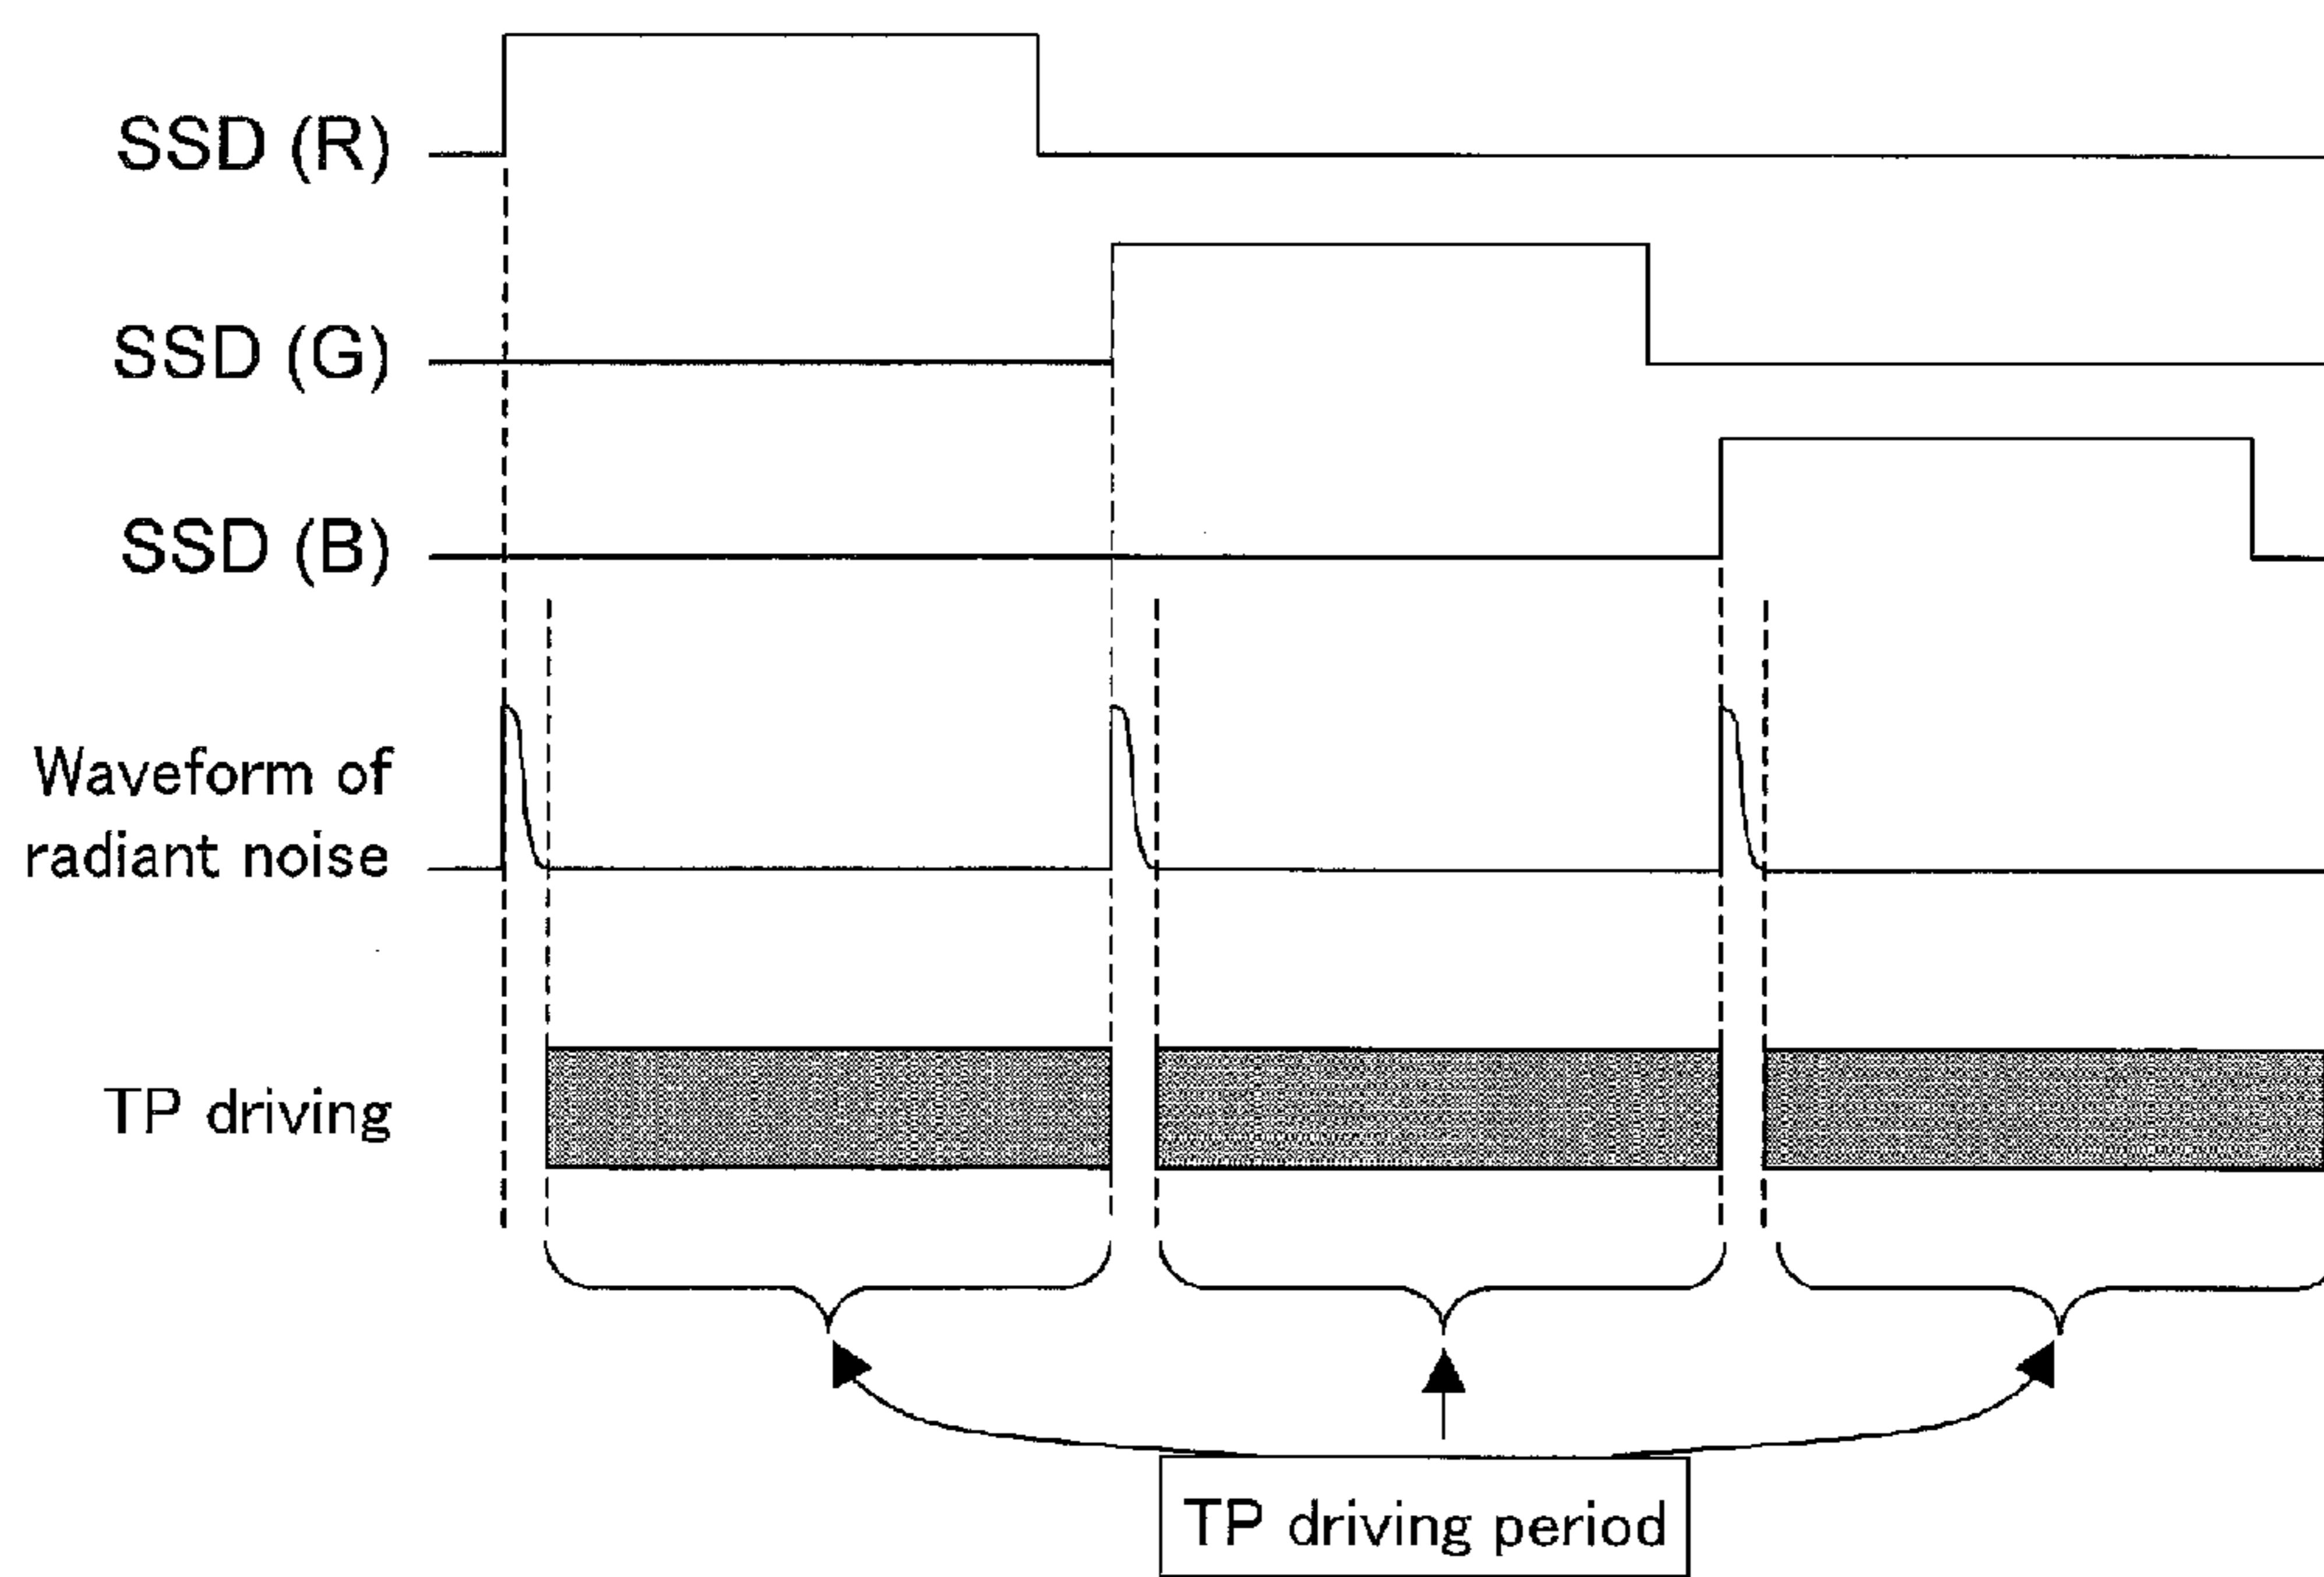 SSD (R)
SSD (G)
SSD (B)
Waveform of
radiant noise
TP driving
TP driving period